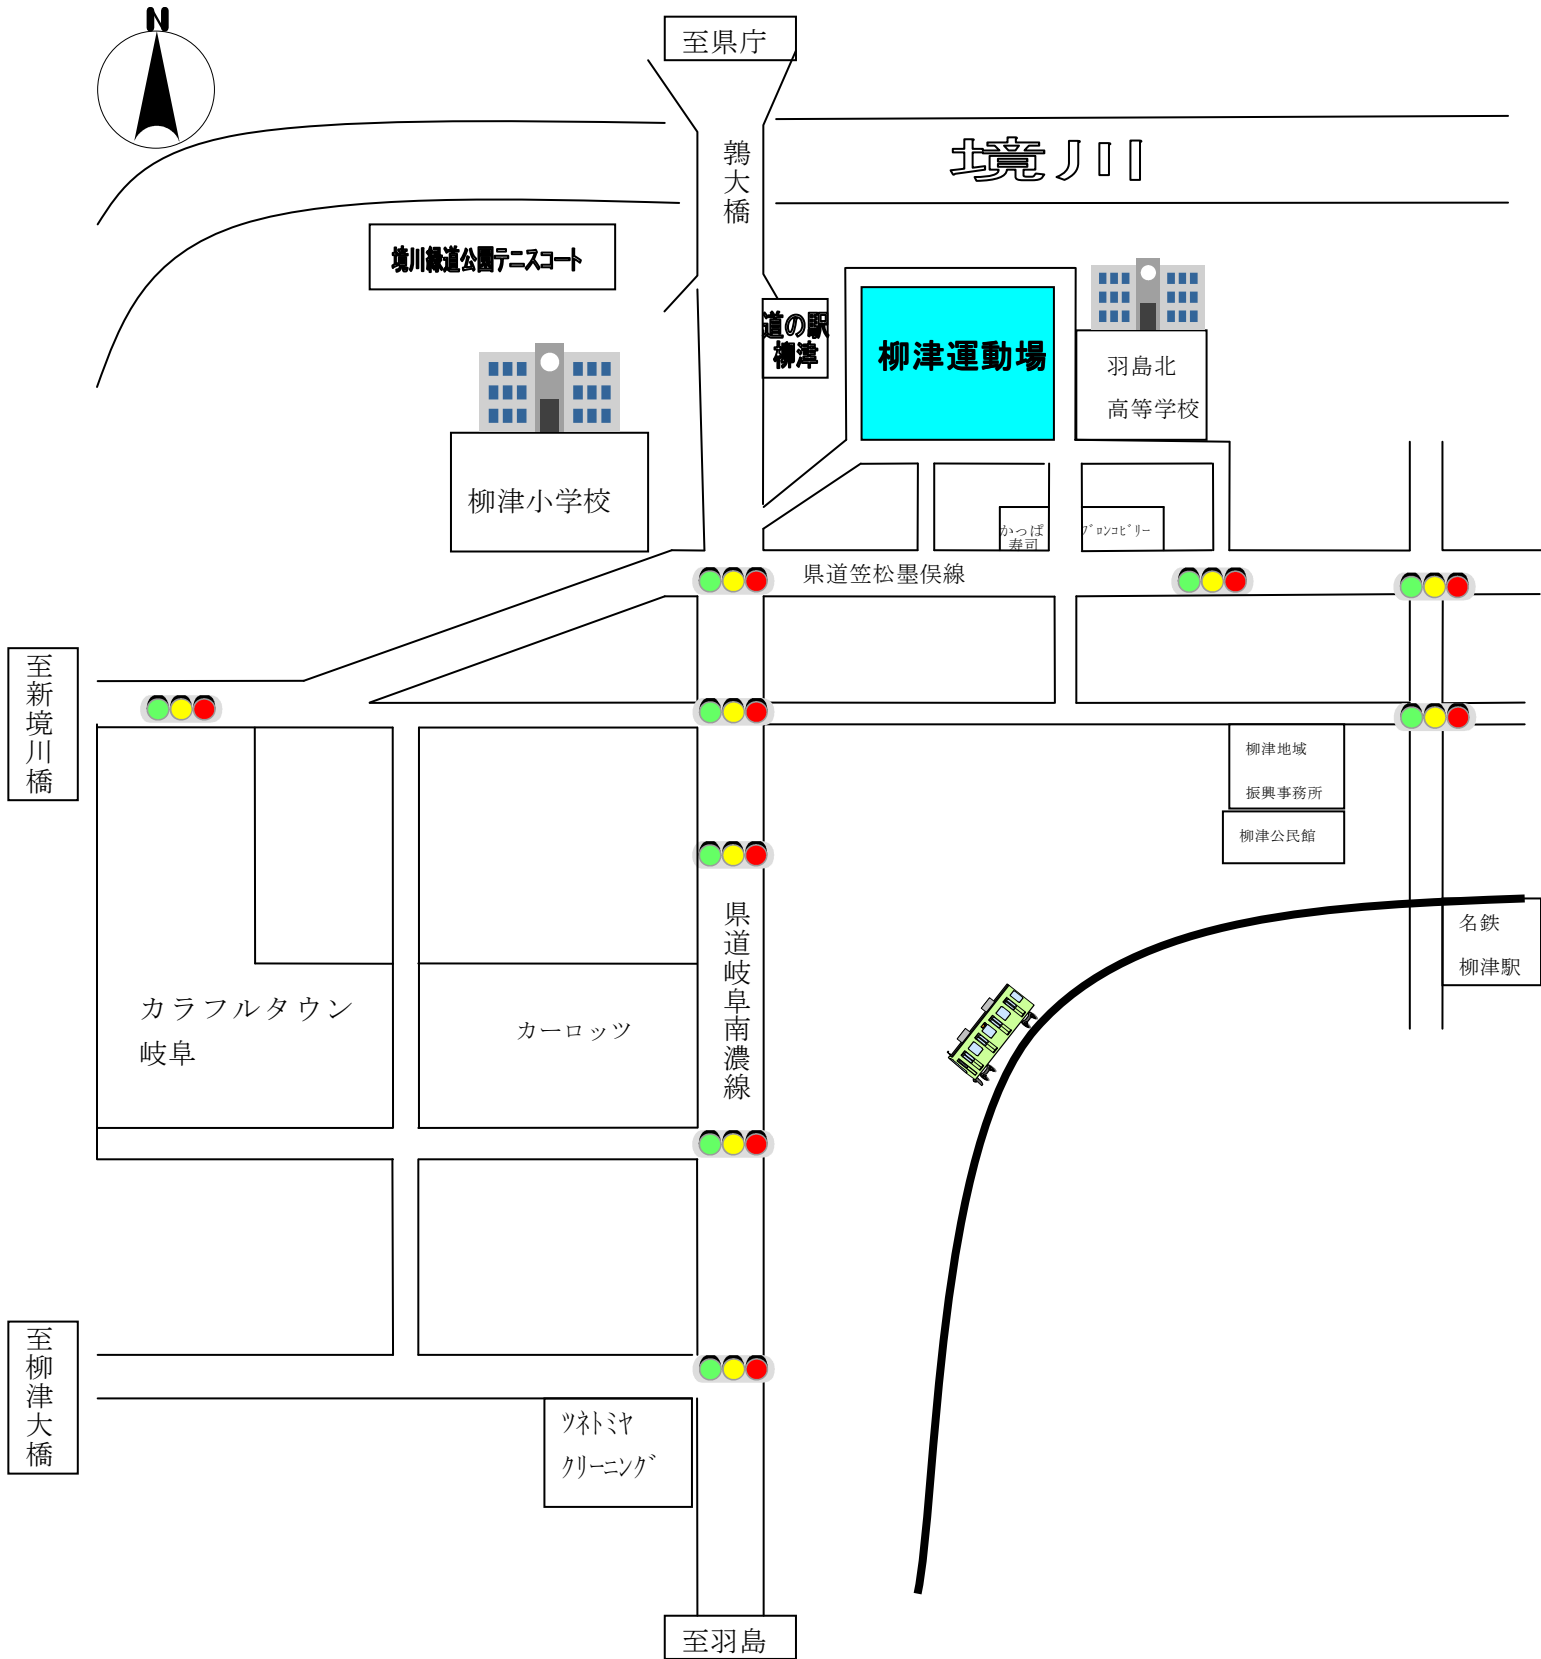 N
至県庁
境川
鶉大橋
境川緑道公園テニスコート
道の駅
柳津
柳津運動場
羽島北
高等学校
柳津小学校
かっぱ
寿司
ブロンコビリー
県道笠松墨俣線
至新境川橋
柳津地域
振興事務所
柳津公民館
県道岐阜南濃線
名鉄
柳津駅
カラフルタウン
岐阜
カーロッツ
至柳津大橋
ツネトミヤ
クリーニング
至羽島